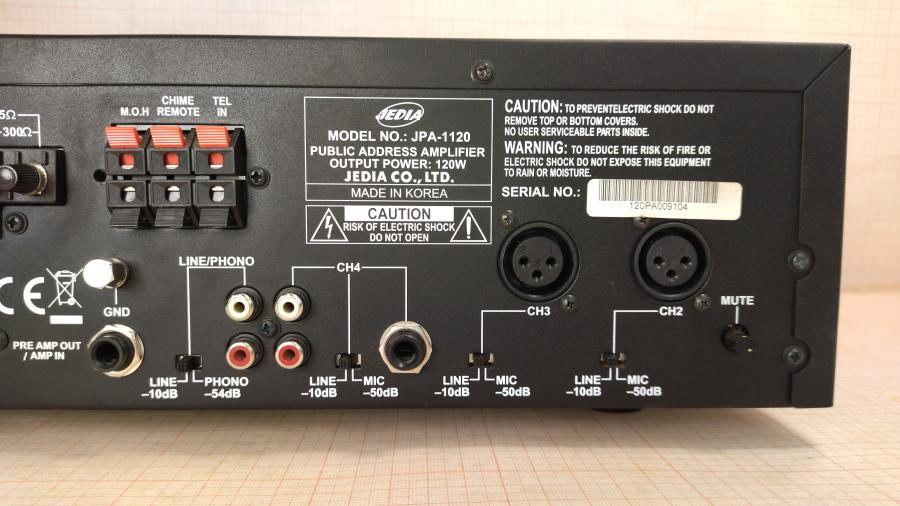 5Ω
-300Ω
M.O.H
CHIME
REMOTE
TEL
IN
JEDIA
MODEL NO.: JPA-1120
PUBLIC ADDRESS AMPLIFIER
OUTPUT POWER: 120W
JEDIA CO., LTD.
MADE IN KOREA
CAUTION
RISK OF ELECTRIC SHOCK
DO NOT OPEN
CAUTION: TO PREVENTELECTRIC SHOCK DO NOT
REMOVE TOP OR BOTTOM COVERS.
NO USER SERVICEABLE PARTS INSIDE.
WARNING: TO REDUCE THE RISK OF FIRE OR
ELECTRIC SHOCK DO NOT EXPOSE THIS EQUIPMENT
TO RAIN OR MOISTURE.
SERIAL NO.:
120PA009104
CE
GND
PRE AMP OUT
/ AMP IN
LINE/PHONO
LINE
-10dB
PHONO
-54dB
CH4
LINE
-10dB
MIC
-50dB
CH3
LINE
-10dB
MIC
-50dB
CH2
LINE
-10dB
MIC
-50dB
MUTE